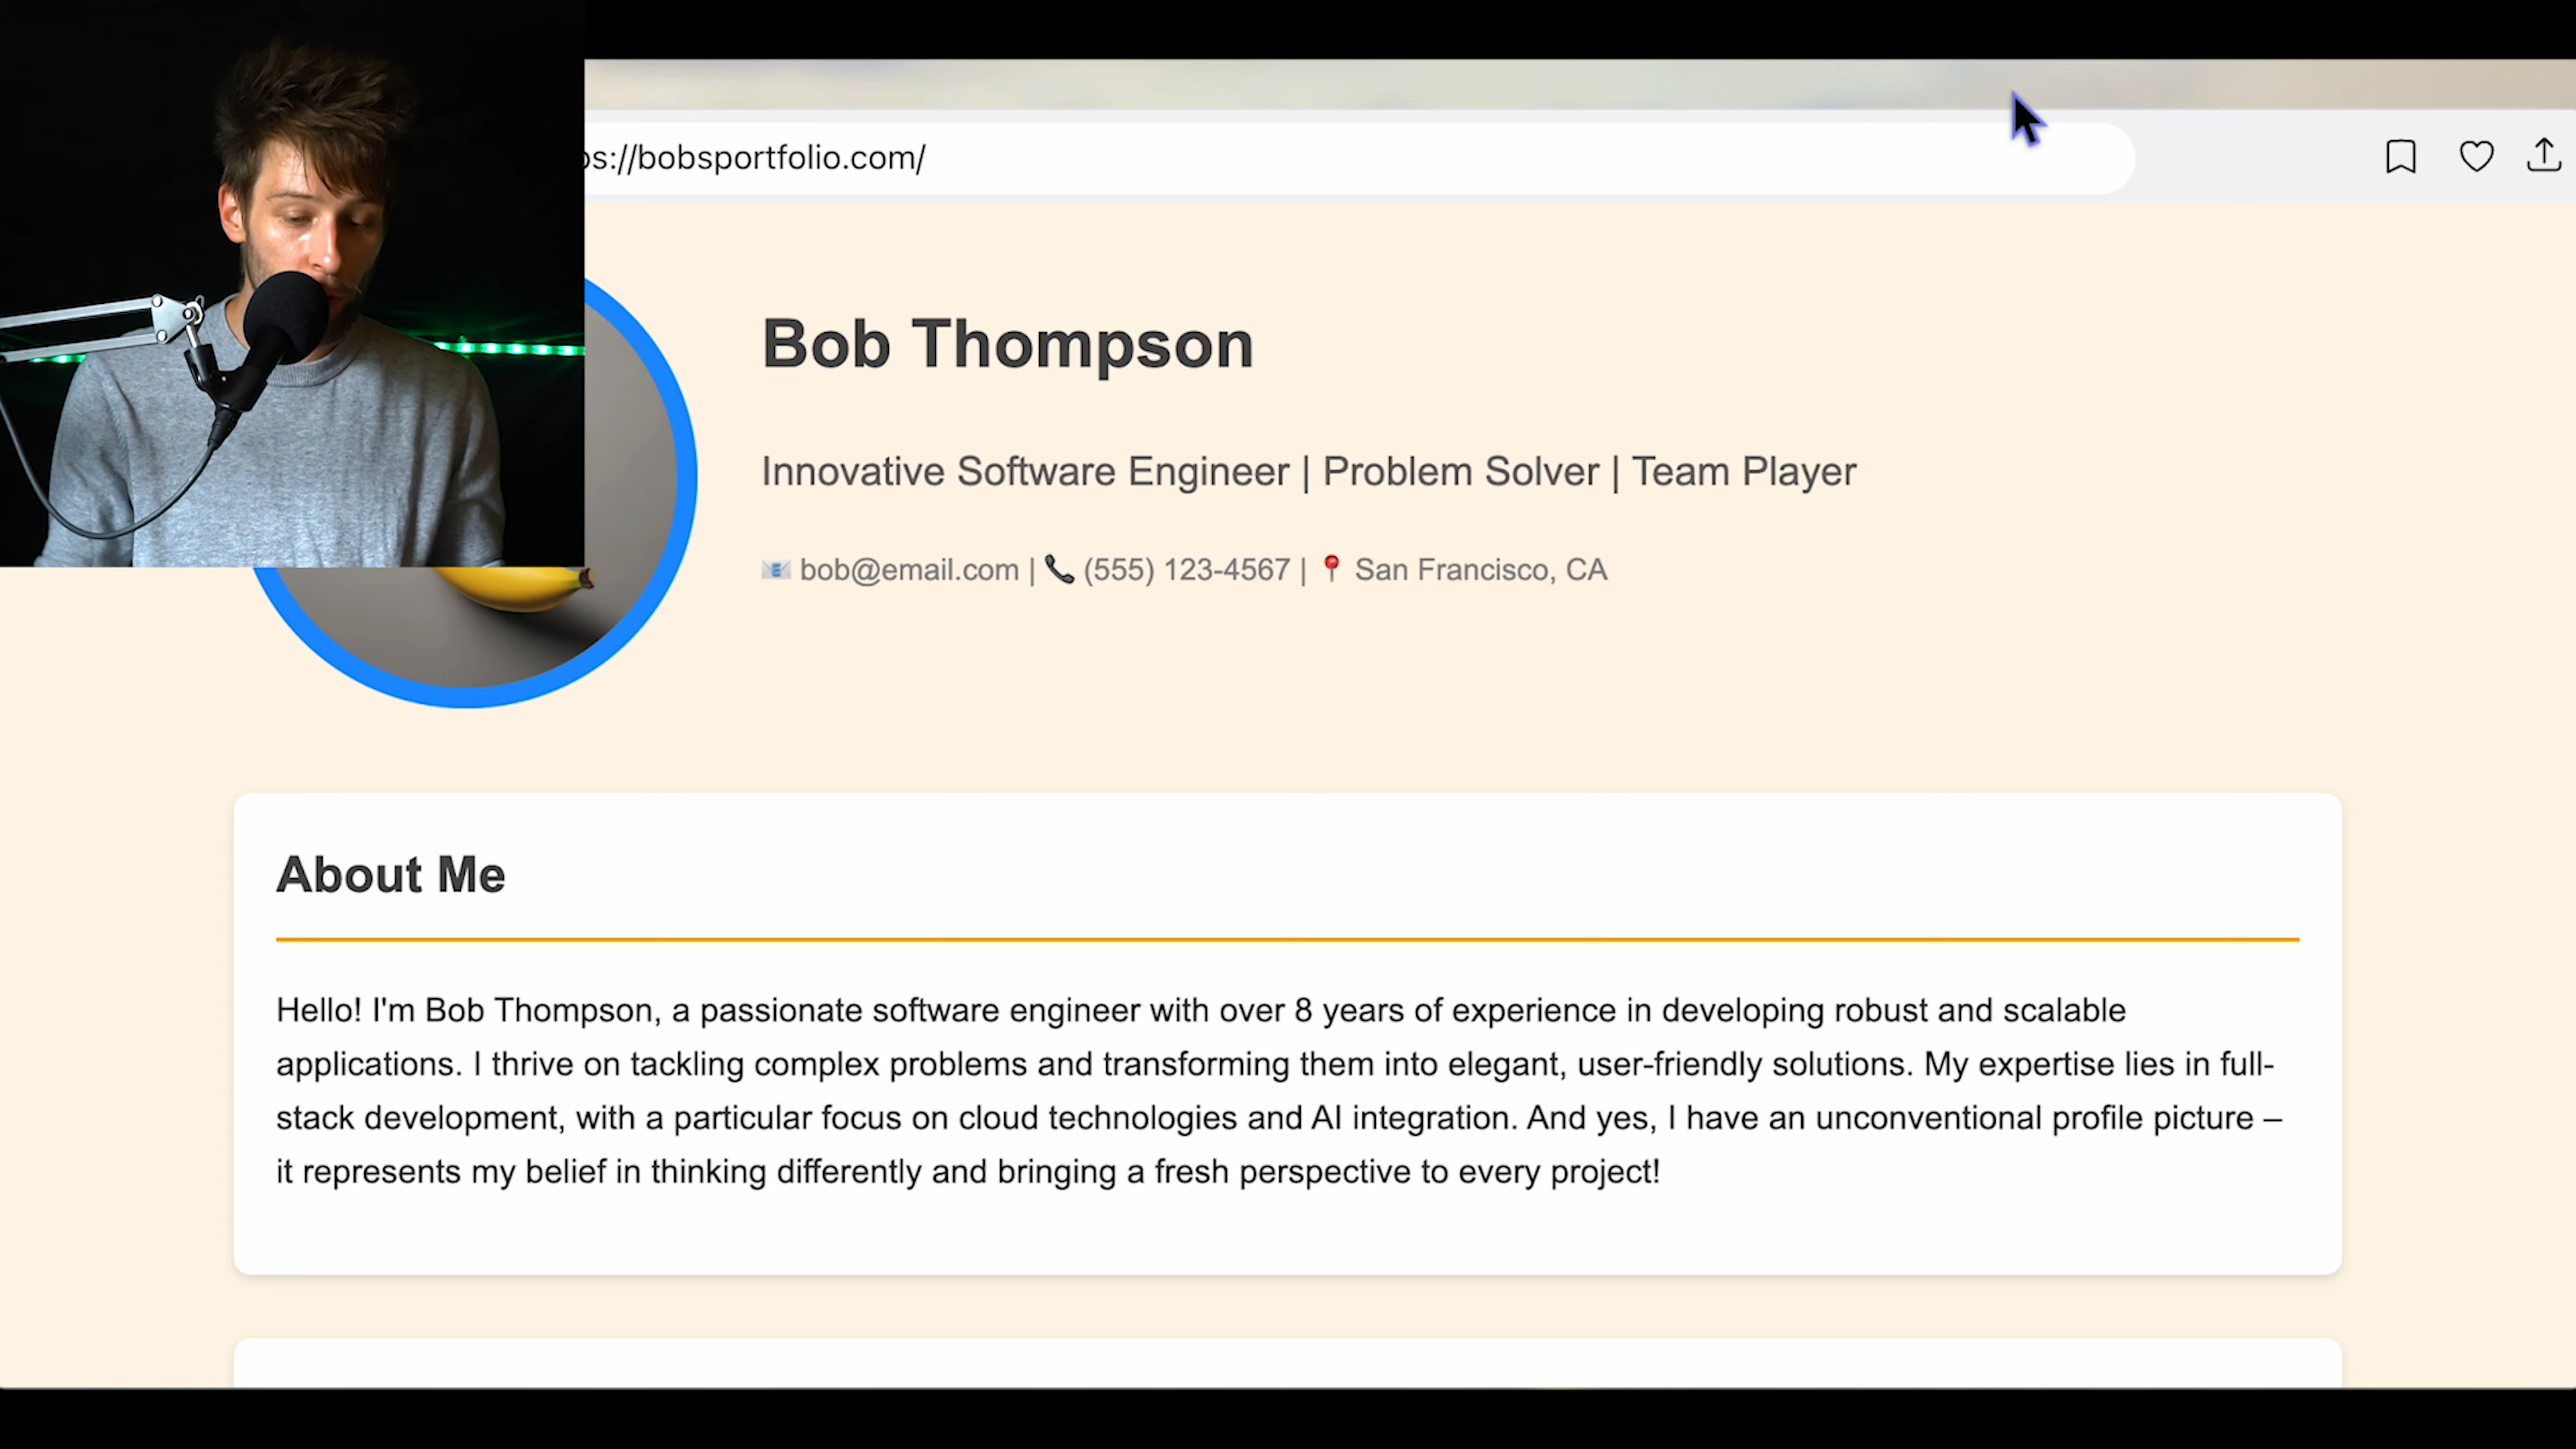 ps://bobsportfolio.com/
Bob Thompson
Innovative Software Engineer | Problem Solver | Team Player
bob@email.com | (555) 123-4567 | San Francisco, CA
About Me
Hello! I'm Bob Thompson, a passionate software engineer with over 8 years of experience in developing robust and scalable
applications. I thrive on tackling complex problems and transforming them into elegant, user-friendly solutions. My expertise lies in full-
stack development, with a particular focus on cloud technologies and AI integration. And yes, I have an unconventional profile picture –
it represents my belief in thinking differently and bringing a fresh perspective to every project!